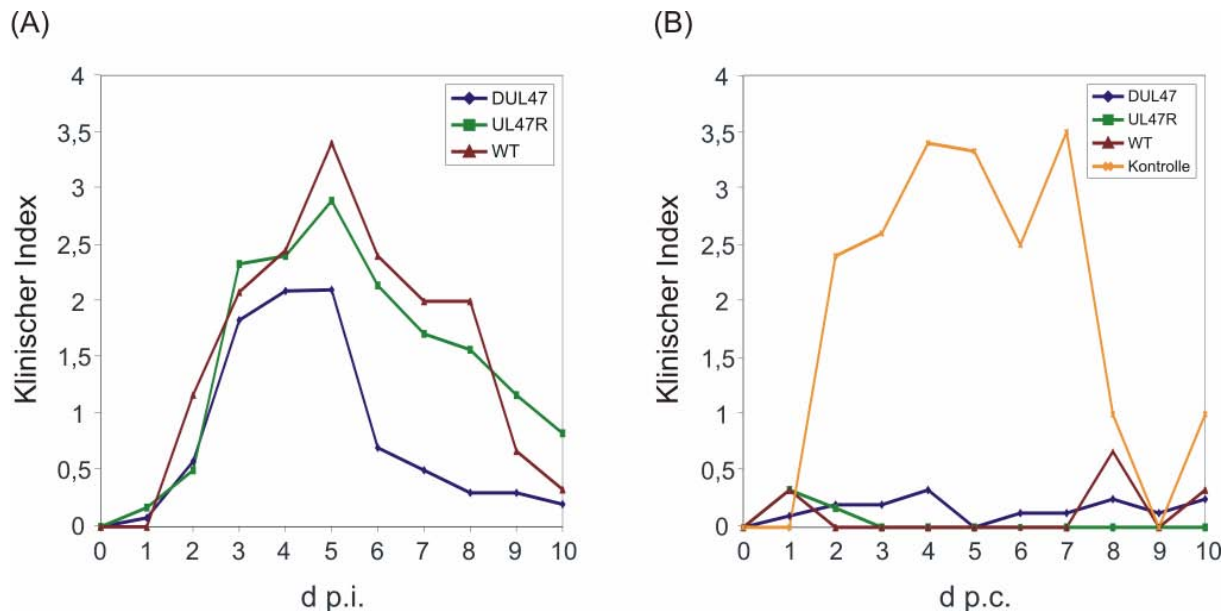 (A)
Klinischer Index
4
3,5
3
2,5
2
1,5
1
0,5
0
DUL47
UL47R
WT
0 1 2 3 4 5 6 7 8 9 10
d p.i.
(B)
Klinischer Index
4
3,5
3
2,5
2
1,5
1
0,5
0
DUL47
UL47R
WT
Kontrolle
0 1 2 3 4 5 6 7 8 9 10
d p.c.